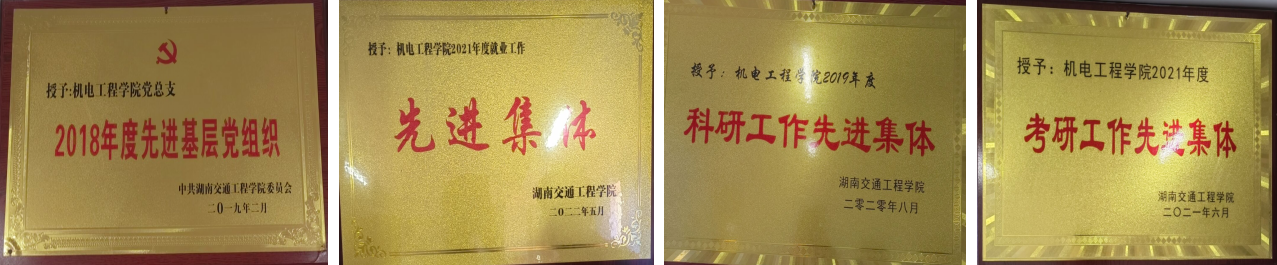 授予:机电工程学院党总支
2018年度先进基层党组织
中共湖南交通工程学院委员会
二0一九年二月
授予:机电工程学院2021年度就业工作
先进集体
湖南交通工程学院
二〇二二年五月
授予:机电工程学院2019年度
科研工作先进集体
湖南交通工程学院
二零二零年八月
授予:机电工程学院2021年度
考研工作先进集体
湖南交通工程学院
二〇二一年六月